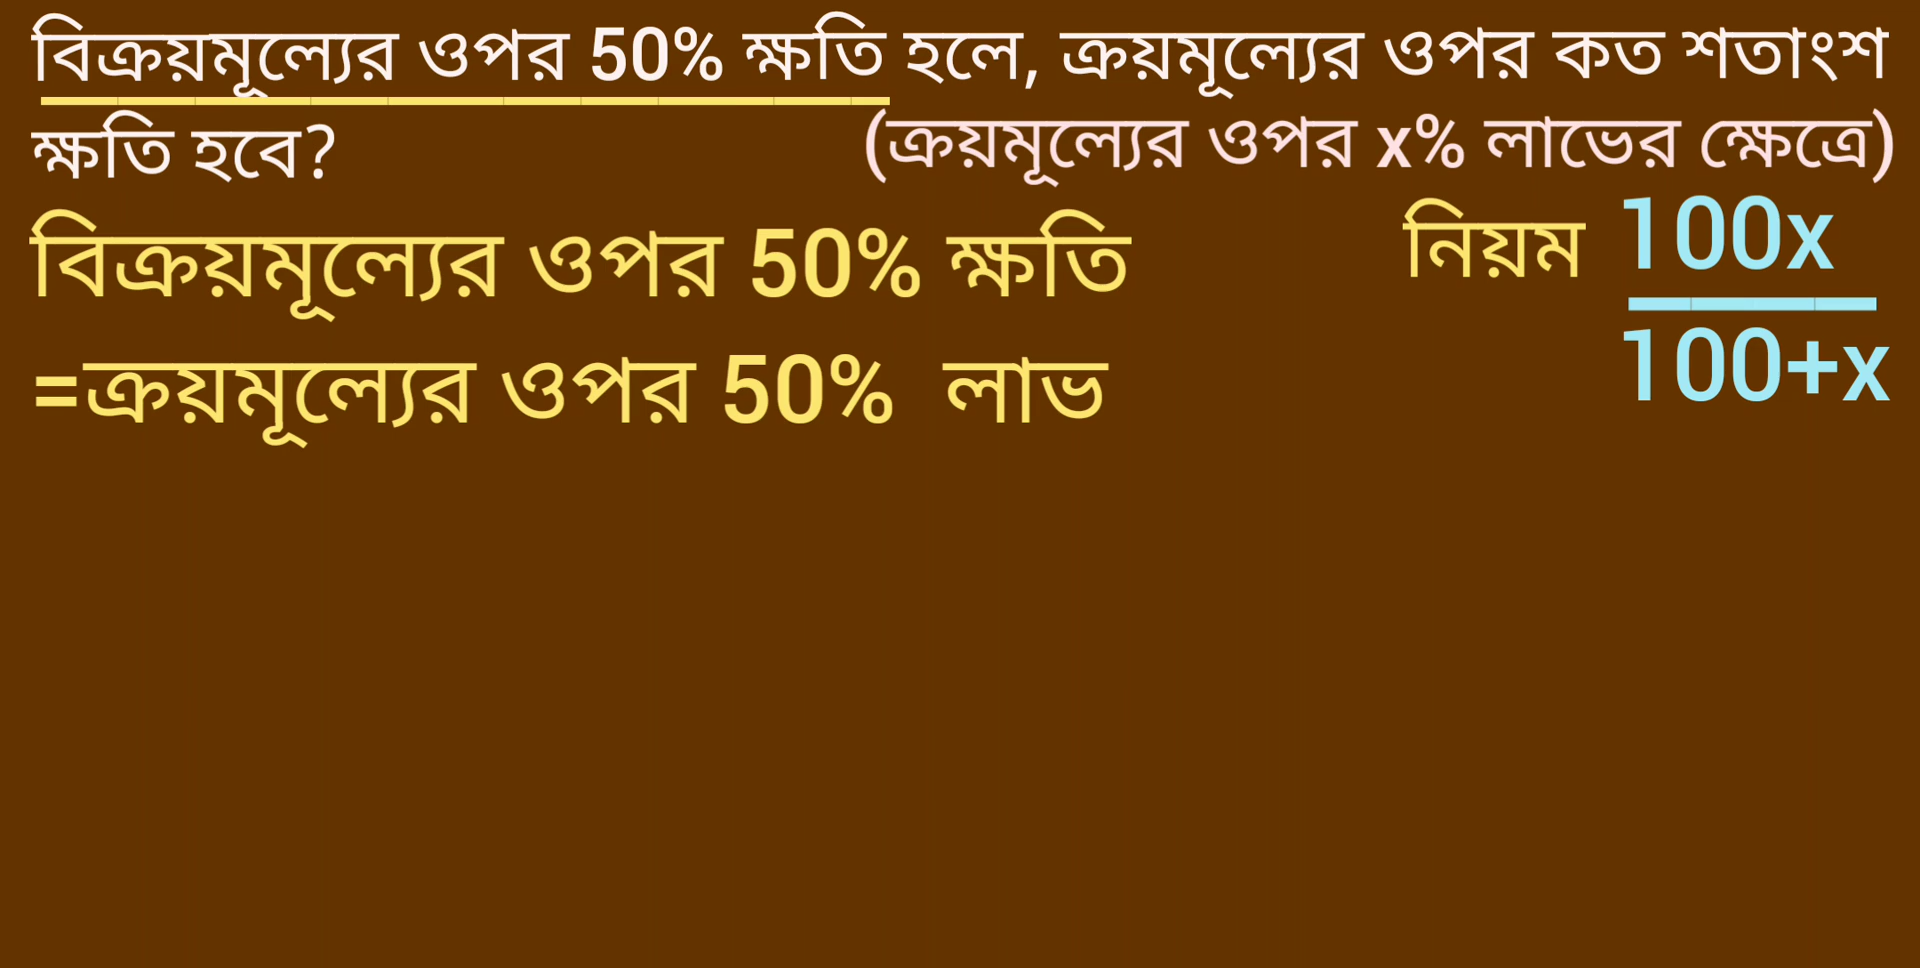 বিক্রয়মূল্যের ওপর 50% ক্ষতি হলে, ক্রয়মূল্যের ওপর কত শতাংশ
ক্ষতি হবে?
(ক্রয়মূল্যের ওপর x% লাভের ক্ষেত্রে)
বিক্রয়মূল্যের ওপর 50% ক্ষতি
=ক্রয়মূল্যের ওপর 50% লাভ
নিয়ম 100x
100+x